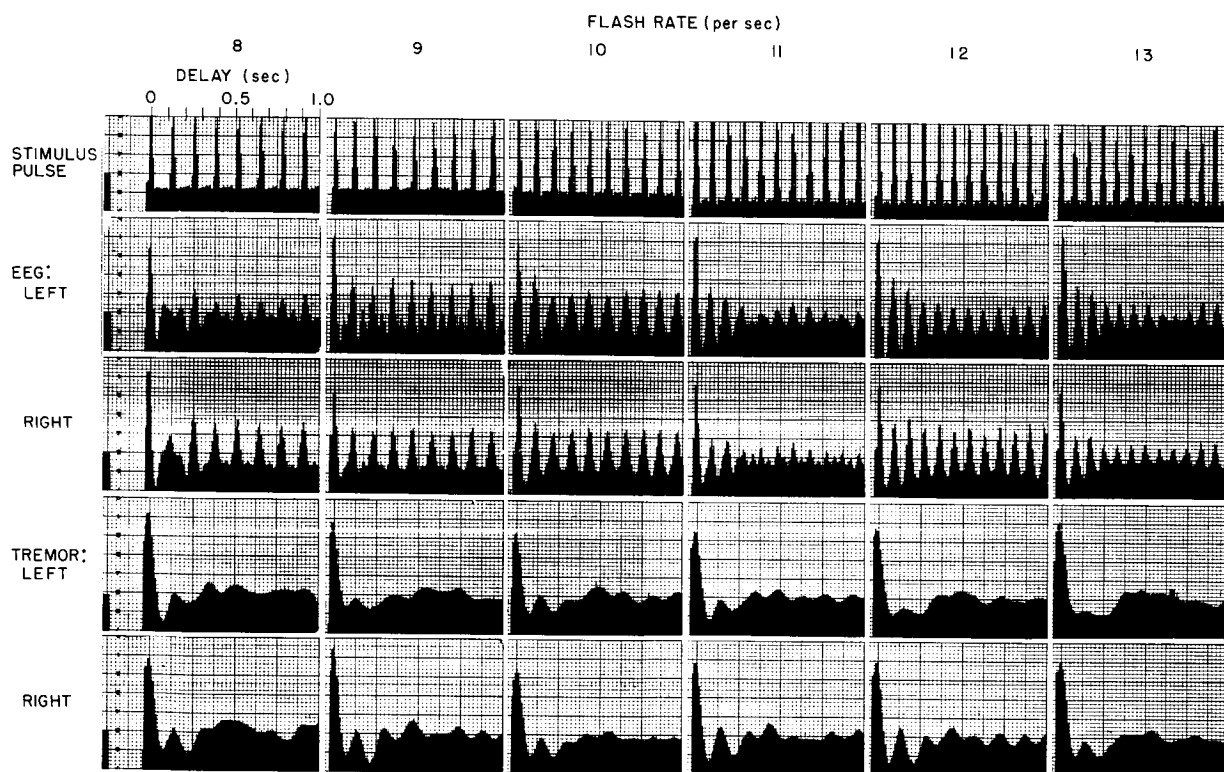 FLASH RATE (per sec)
8 9 10 11 12 13
DELAY (sec)
0 0.5 1.0
STIMULUS
PULSE
EEG:
LEFT
RIGHT
TREMOR:
LEFT
RIGHT